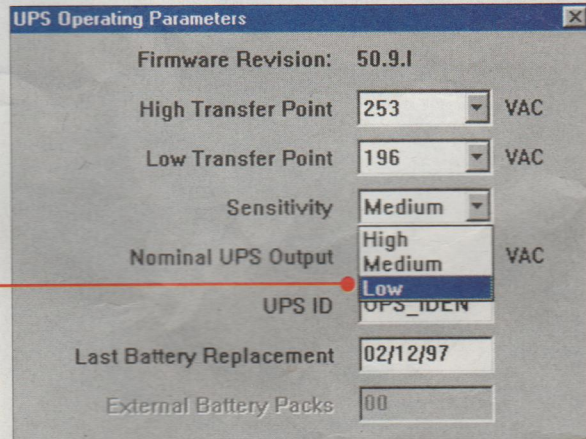 UPS Operating Parameters
Firmware Revision: 50.9.I
High Transfer Point 253 VAC
Low Transfer Point 196 VAC
Sensitivity Medium
High
Nominal UPS Output Medium VAC
Low
UPS ID UPS_IDEN
Last Battery Replacement 02/12/97
External Battery Packs 00